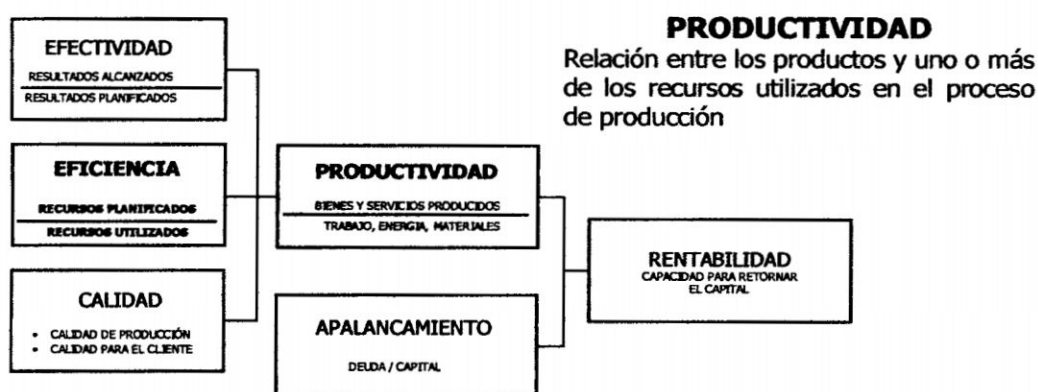 PRODUCTIVIDAD
Relación entre los productos y uno o más
de los recursos utilizados en el proceso
de producción
EFECTIVIDAD
RESULTADOS ALCANZADOS
RESULTADOS PLANIFICADOS
EFICIENCIA
RECURSOS PLANIFICADOS
RECURSOS UTILIZADOS
CALIDAD
• CALIDAD DE PRODUCCIÓN
• CALIDAD PARA EL CLIENTE
PRODUCTIVIDAD
BIENES Y SERVICIOS PRODUCIDOS
TRABAJO, ENERGIA, MATERIALES
APALANCAMIENTO
DEUDA / CAPITAL
RENTABILIDAD
CAPACIDAD PARA RETORNAR
EL CAPITAL